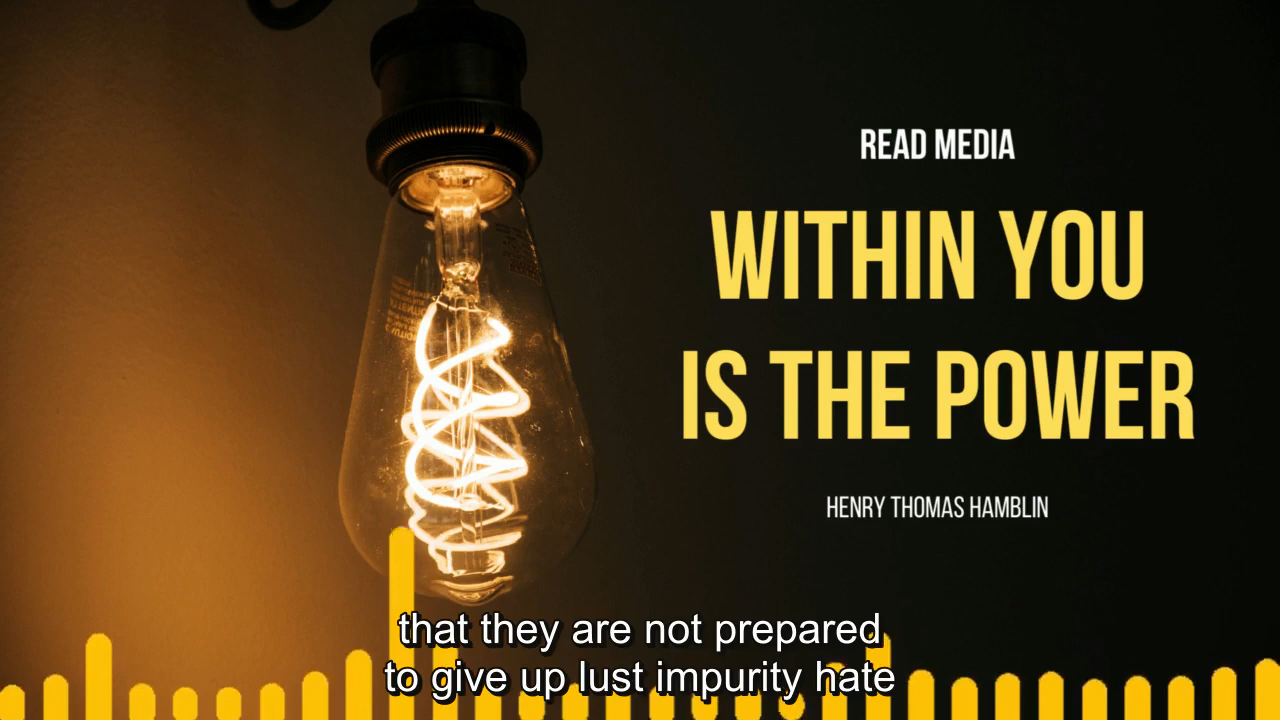 READ MEDIA
WITHIN YOU
IS THE POWER
HENRY THOMAS HAMBLIN
that they are not prepared
to give up lust impurity hate